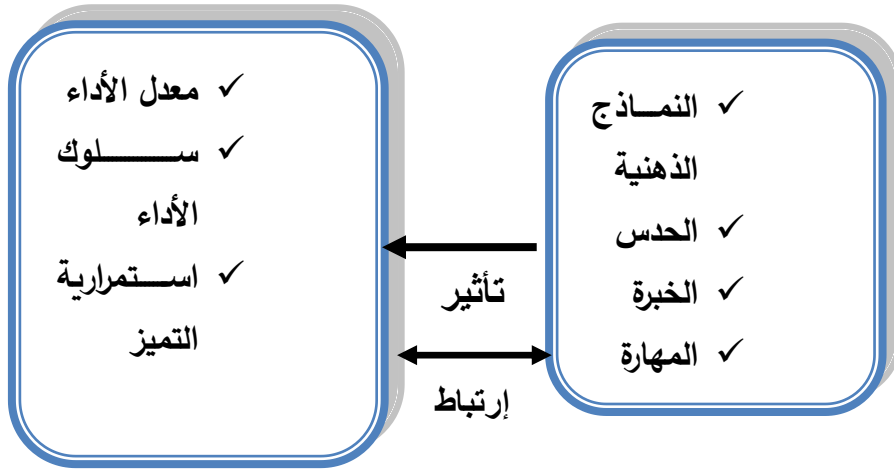 ✓ النماذج
الذهنية
✓ الحدس
✓ الخبرة
✓ المهارة
تأثير
إرتباط
✓ معدل الأداء
✓ سلوك
الأداء
✓ استمرارية
التميز